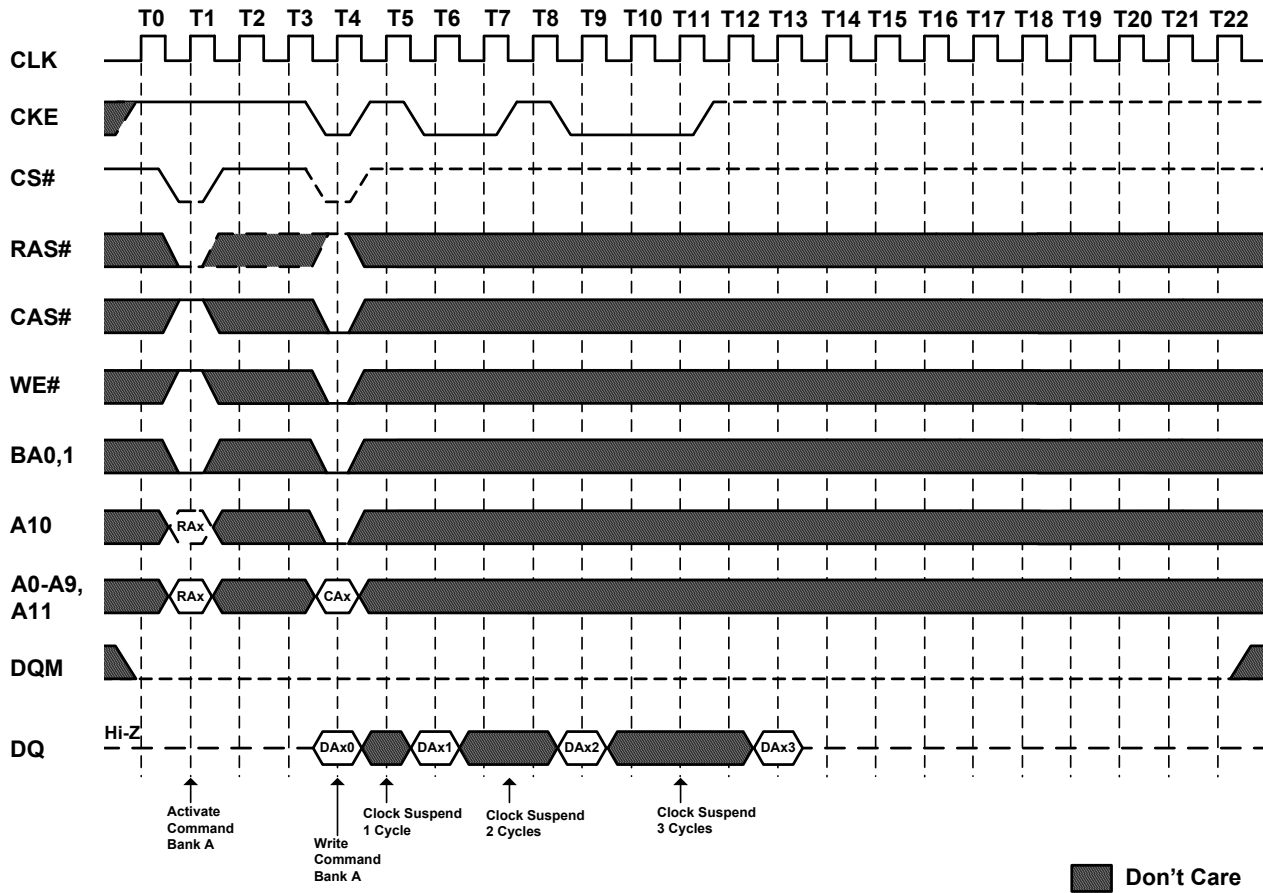 T0 T1 T2 T3 T4 T5 T6 T7 T8 T9 T10 T11 T12 T13 T14 T15 T16 T17 T18 T19 T20 T21 T22
CLK
CKE
CS#
RAS#
CAS#
WE#
BA0,1
A10
RAx
A0-A9,
A11
RAx CAx
DQM
Hi-Z
DQ
DAx0 DAx1 DAx2 DAx3
Activate
Command
Bank A
Write
Command
Bank A
Clock Suspend
1 Cycle
Clock Suspend
2 Cycles
Clock Suspend
3 Cycles
Don't Care